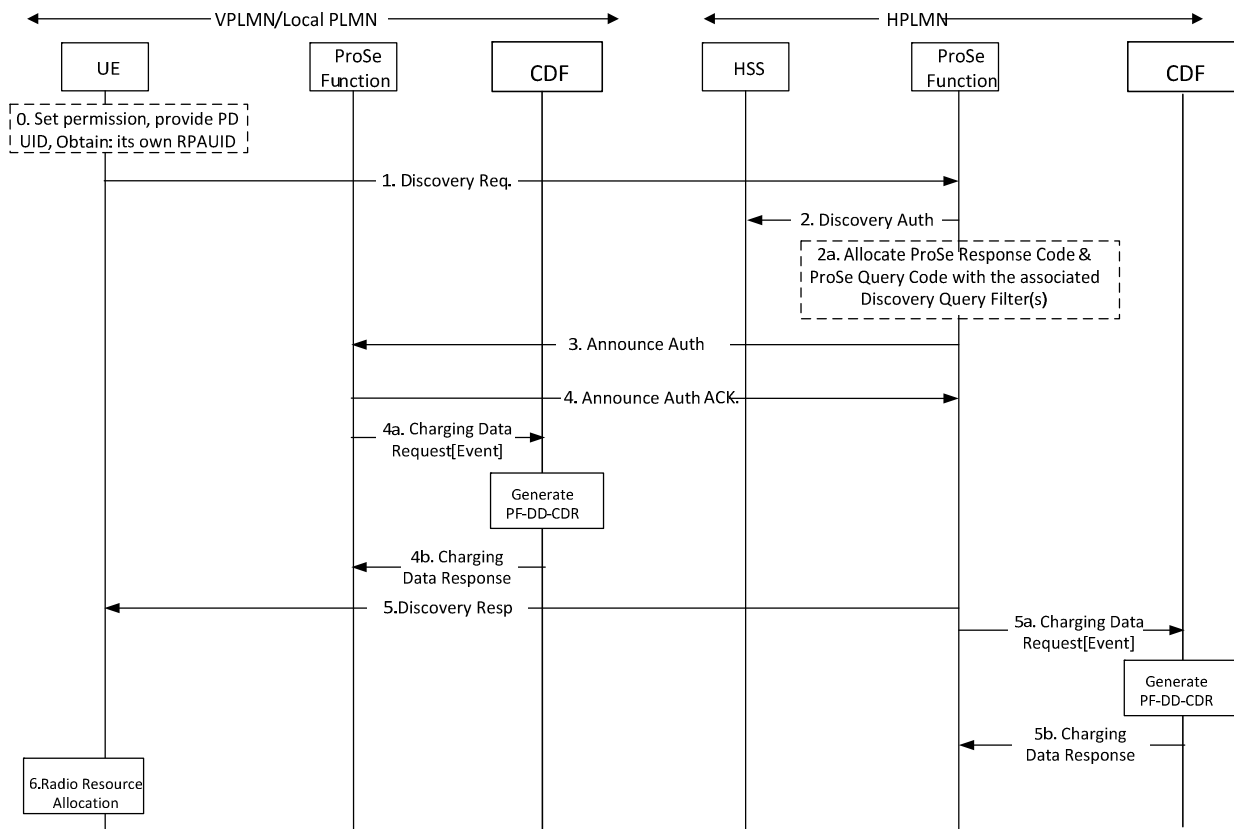 VPLMN/Local PLMN
HPLMN
UE
ProSe
Function
CDF
HSS
ProSe
Function
CDF
0. Set permission, provide PD
UID, Obtain: its own RPAUID
1. Discovery Req.
2. Discovery Auth
2a. Allocate ProSe Response Code &
ProSe Query Code with the associated
Discovery Query Filter(s)
3. Announce Auth
4. Announce Auth ACK.
4a. Charging Data
Request[Event]
Generate
PF-DD-CDR
4b. Charging
Data Response
5.Discovery Resp
5a. Charging Data
Request[Event]
Generate
PF-DD-CDR
5b. Charging
Data Response
6.Radio Resource
Allocation